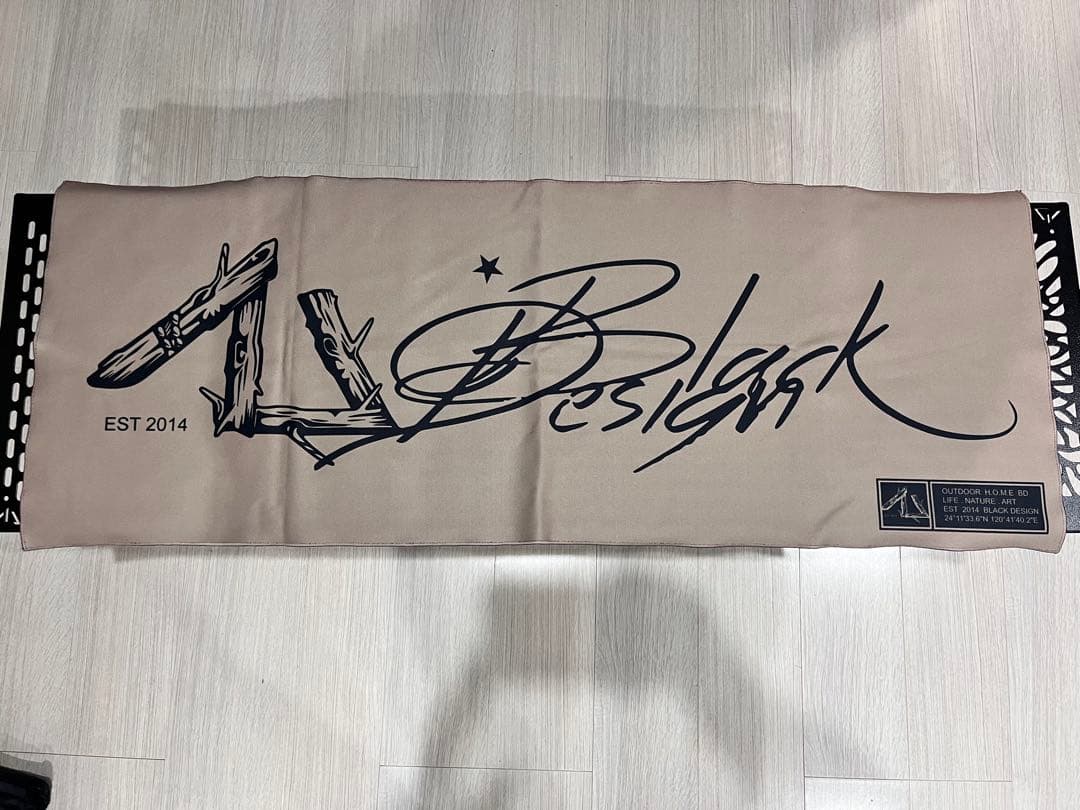 Black
Design
EST 2014
OUTDOOR H.O.M.E BD
LIFE . NATURE . ART
EST 2014 BLACK DESIGN
24°11'33.6"N 120°41'40.2"E